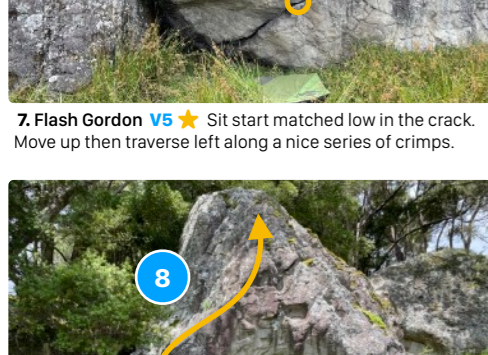 7. Flash Gordon V5 ⭐ Sit start matched low in the crack.
Move up then traverse left along a nice series of crimps.
8